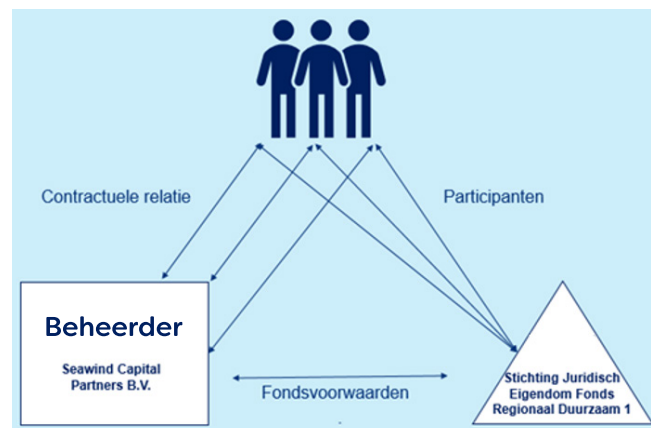 Contractuele relatie
Participanten
Beheerder
Seawind Capital
Partners B.V.
Fondsvoorwaarden
Stichting Juridisch
Eigendom Fonds
Regionaal Duurzaam 1